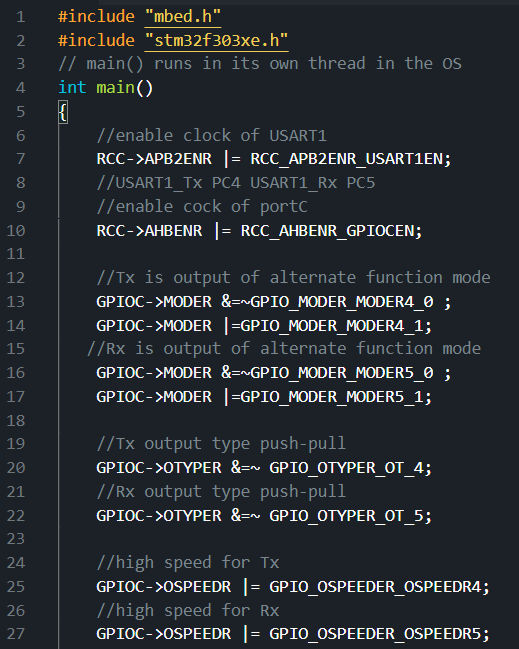 1 #include "mbed.h"
2 #include "stm32f303xe.h"
3 // main() runs in its own thread in the OS
4 int main()
5 {
6 //enable clock of USART1
7 RCC->APB2ENR |= RCC_APB2ENR_USART1EN;
8 //USART1_Tx PC4 USART1_Rx PC5
9 //enable cock of portC
10 RCC->AHBENR |= RCC_AHBENR_GPIOCEN;
11
12 //Tx is output of alternate function mode
13 GPIOC->MODER &=~GPIO_MODER_MODER4_0 ;
14 GPIOC->MODER |=GPIO_MODER_MODER4_1;
15 //Rx is output of alternate function mode
16 GPIOC->MODER &=~GPIO_MODER_MODER5_0 ;
17 GPIOC->MODER |=GPIO_MODER_MODER5_1;
18
19 //Tx output type push-pull
20 GPIOC->OTYPER &=~ GPIO_OTYPER_OT_4;
21 //Rx output type push-pull
22 GPIOC->OTYPER &=~ GPIO_OTYPER_OT_5;
23
24 //high speed for Tx
25 GPIOC->OSPEEDR |= GPIO_OSPEEDER_OSPEEDR4;
26 //high speed for Rx
27 GPIOC->OSPEEDR |= GPIO_OSPEEDER_OSPEEDR5;